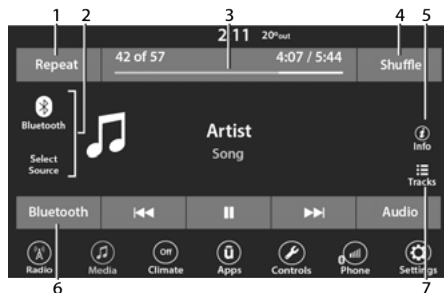 1 2 3 4 5
2:11 20°out
Repeat 42 of 57 4:07 / 5:44 Shuffle
Bluetooth
Artist
Info
Song
Select
Source
Tracks
Bluetooth Audio
Off
Radio Media Climate Apps Controls Phone Settings
6 7